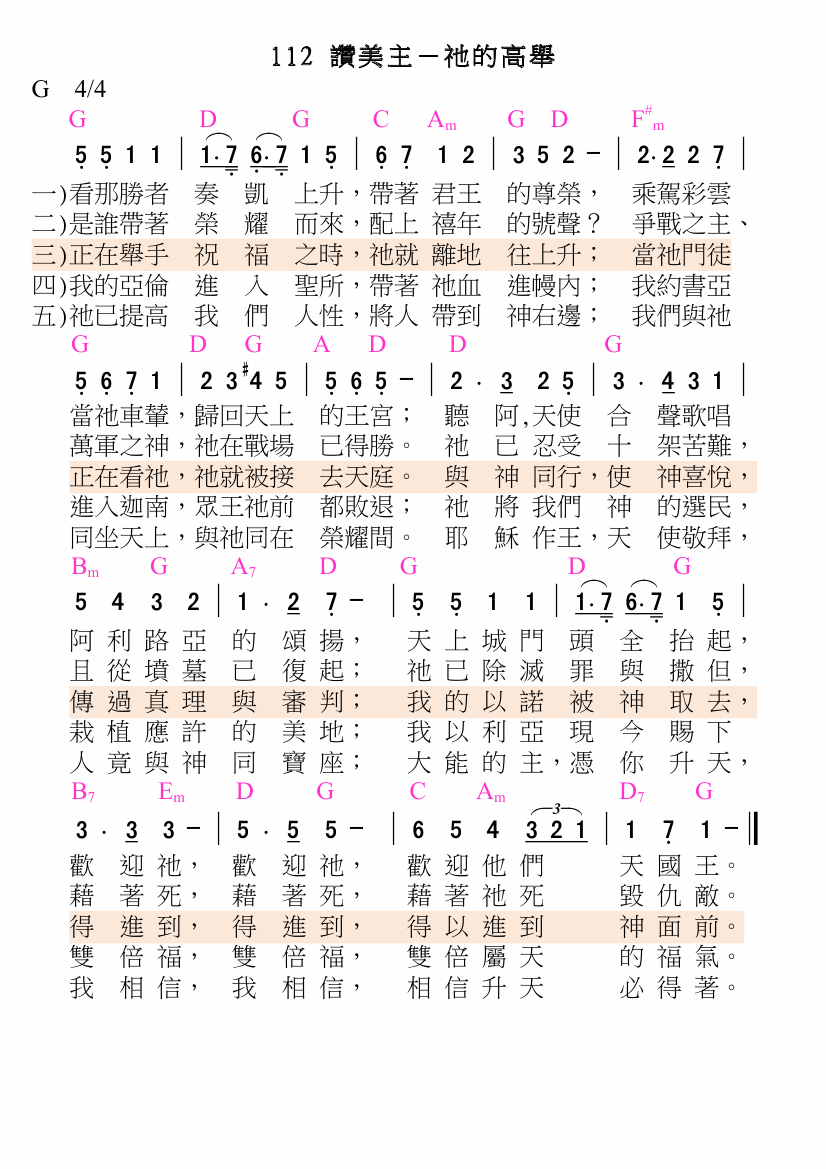 112 讚美主－祂的高舉
G 4/4
G D G C Am G D F#m
5 5 1 1 | 1· 7 6· 7 1 5 | 6 7 1 2 | 3 5 2 - | 2· 2 2 7 |
一)看那勝者 奏 凱 上升，帶著 君王 的尊榮， 乘駕彩雲
二)是誰帶著 榮 耀 而來，配上 禧年 的號聲？ 爭戰之主、
三)正在舉手 祝 福 之時，祂就 離地 往上升； 當祂門徒
四)我的亞倫 進 入 聖所，帶著 祂血 進幔內； 我約書亞
五)祂已提高 我 們 人性，將人 帶到 神右邊； 我們與祂
G D G A D D G
5 6 7 1 | 2 3 #4 5 | 5 6 5 - | 2 · 3 2 5 | 3 · 4 3 1 |
當祂車輦，歸回天上 的王宮； 聽 阿,天使 合 聲歌唱
萬軍之神，祂在戰場 已得勝。 祂 已 忍受 十 架苦難，
正在看祂，祂就被接 去天庭。 與 神 同行，使 神喜悅，
進入迦南，眾王祂前 都敗退； 祂 將 我們 神 的選民，
同坐天上，與祂同在 榮耀間。 耶 穌 作王，天 使敬拜，
Bm G A7 D G D G
5 4 3 2 | 1 · 2 7 - | 5 5 1 1 | 1· 7 6· 7 1 5 |
阿 利 路 亞 的 頌 揚， 天 上 城 門 頭 全 抬 起，
且 從 墳 墓 已 復 起； 祂 已 除 滅 罪 與 撒 但，
傳 過 真 理 與 審 判； 我 的 以 諾 被 神 取 去，
栽 植 應 許 的 美 地； 我 以 利 亞 現 今 賜 下
人 竟 與 神 同 寶 座； 大 能 的 主，憑 你 升 天，
B7 Em D G C Am D7 G
3 · 3 3 - | 5 · 5 5 - | 6 5 4 3 2 1 | 1 7 1 - ‖
3
歡 迎 祂， 歡 迎 祂， 歡 迎 他 們 天 國 王。
藉 著 死， 藉 著 死， 藉 著 祂 死 毀 仇 敵。
得 進 到， 得 進 到， 得 以 進 到 神 面 前。
雙 倍 福， 雙 倍 福， 雙 倍 屬 天 的 福 氣。
我 相 信， 我 相 信， 相 信 升 天 必 得 著。